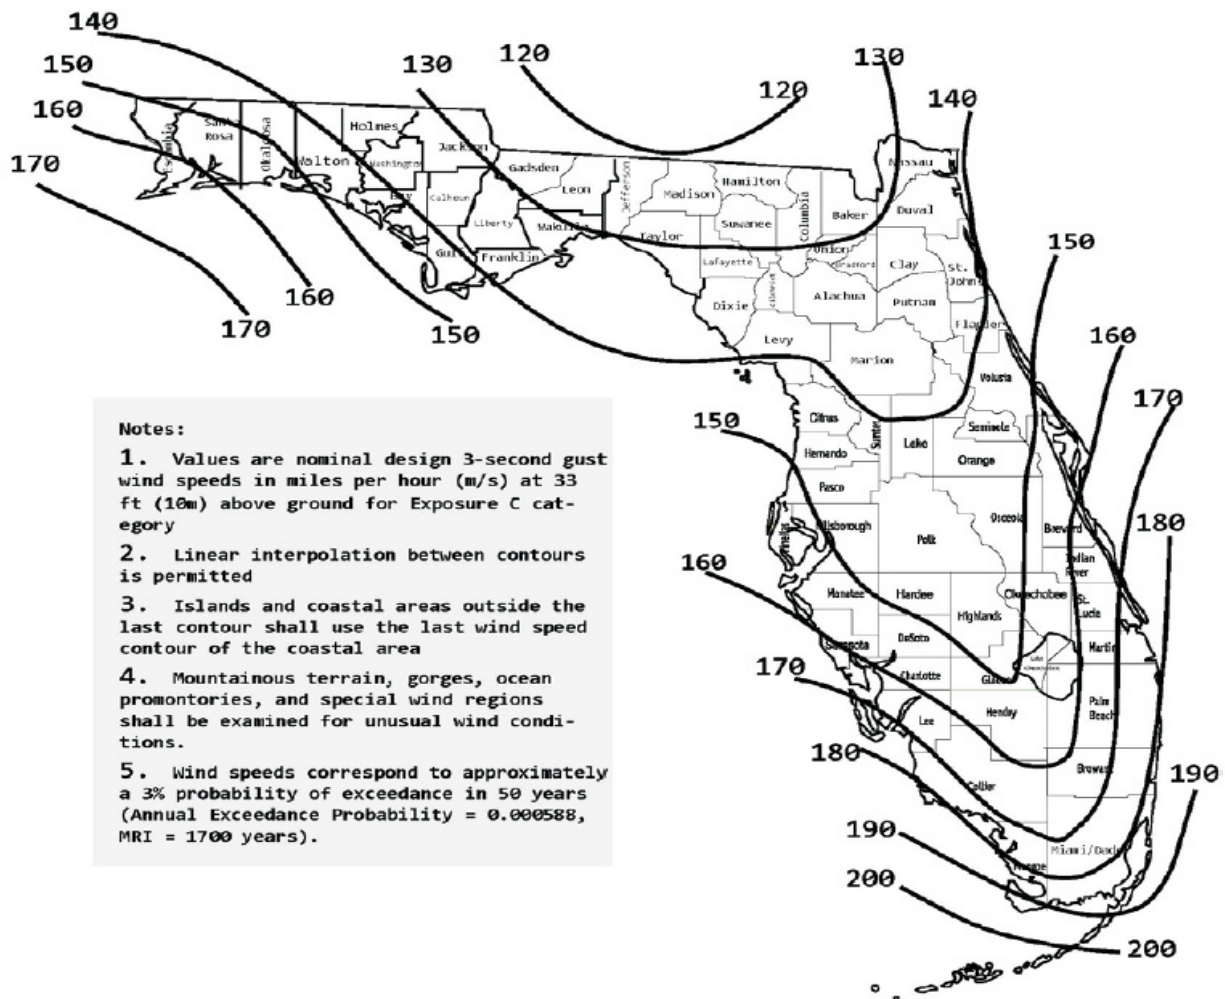 140
150
130
120
130
160
120
140
170
Santa
Rosa
Escambia
Okaloosa
Walton
Holmes
Washington
Jackson
Bay
Calhoun
Gadsden
Leon
Liberty
Wakulla
Gulf
Franklin
Jefferson
Madison
Hamilton
Taylor
Suwanee
Columbia
Baker
Nassau
Duval
Union
Bradford
Lafayette
Clay
St.
Johns
Dixie
Alachua
Putnam
Flagler
Levy
Marion
150
160
170
160
150
170
180
Volusia
Citrus
Sumter
Lake
Seminole
Hernando
Orange
Pasco
150
Pinellas
Hillsborough
Polk
Osceola
Brevard
Indian
River
160
Manatee
Hardee
Highlands
Okeechobee
St.
Lucie
Sarasota
DeSoto
Martin
170
Charlotte
Glades
Lee
Hendry
Palm
Beach
180
Collier
Broward
190
190
Miami/Dade
Monroe
200
200
Notes:
1. Values are nominal design 3-second gust
wind speeds in miles per hour (m/s) at 33
ft (10m) above ground for Exposure C cat-
egory
2. Linear interpolation between contours
is permitted
3. Islands and coastal areas outside the
last contour shall use the last wind speed
contour of the coastal area
4. Mountainous terrain, gorges, ocean
promontories, and special wind regions
shall be examined for unusual wind condi-
tions.
5. Wind speeds correspond to approximately
a 3% probability of exceedance in 50 years
(Annual Exceedance Probability = 0.000588,
MRI = 1700 years).